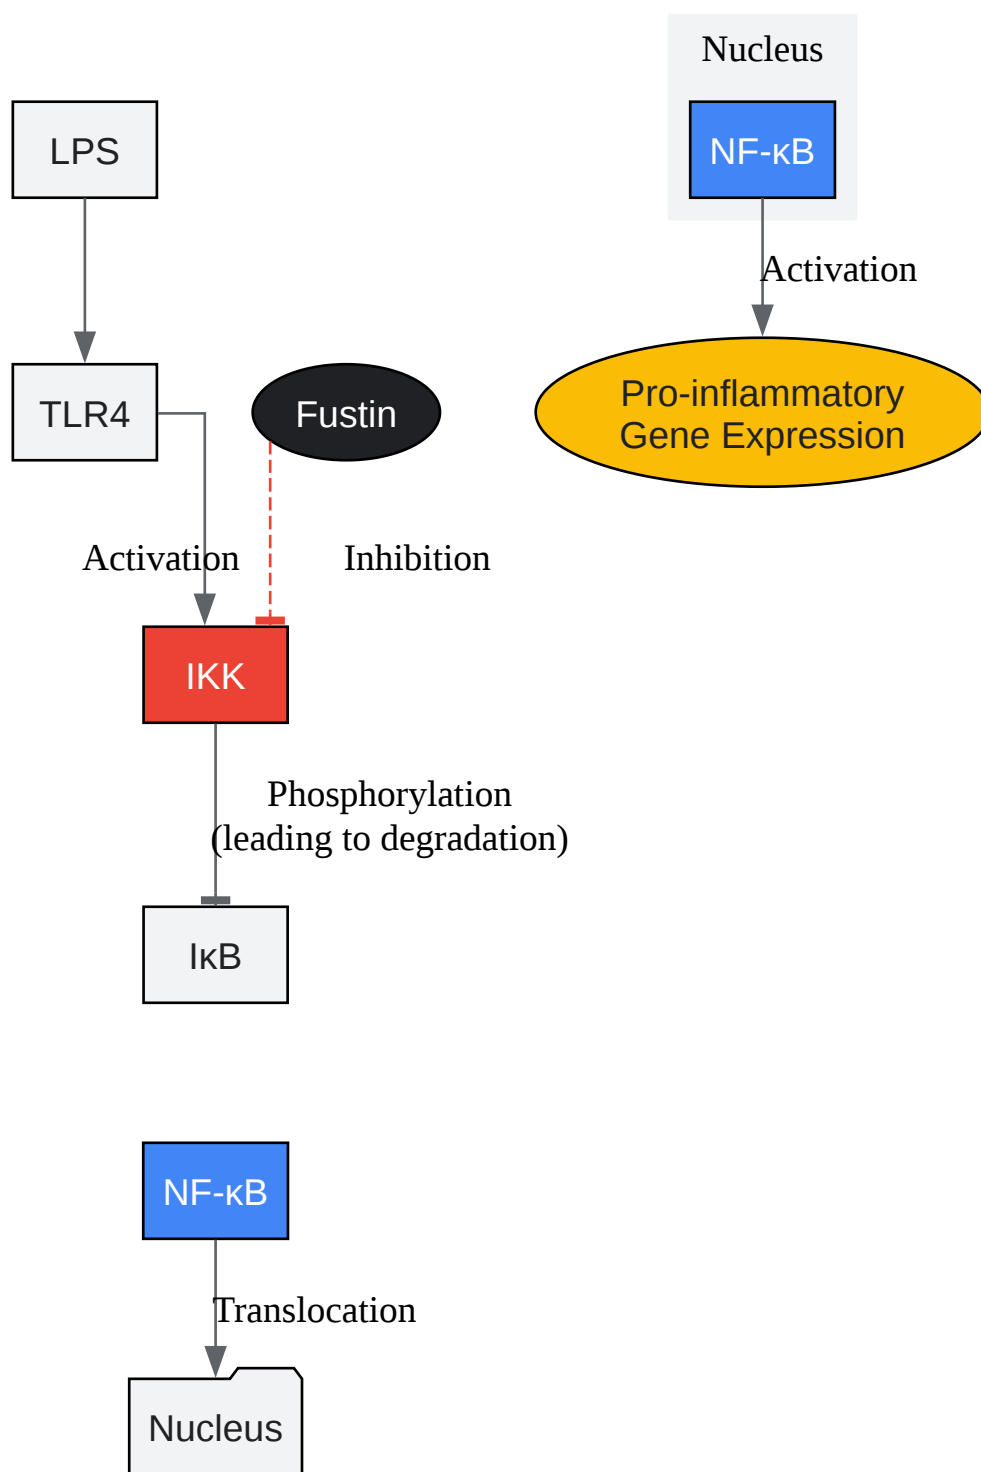 Nucleus
LPS
NF-κB
Activation
TLR4
Fustin
Pro-inflammatory
Gene Expression
Activation
Inhibition
IKK
Phosphorylation
(leading to degradation)
IκB
NF-κB
Translocation
Nucleus